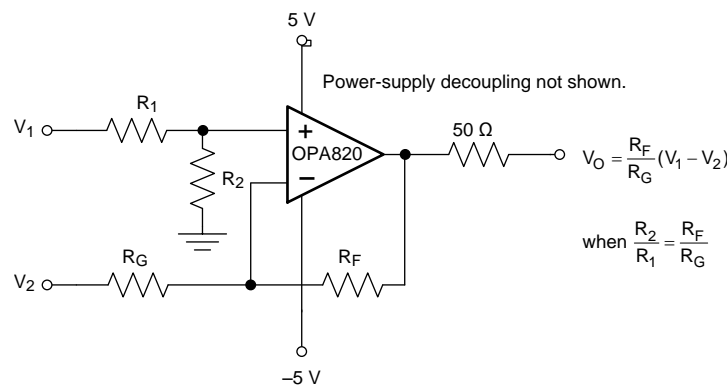 5 V
Power-supply decoupling not shown.
R1
V1
50 Ω
+
OPA820
−
R2
VO = RF/RG (V1 − V2)
when R2/R1 = RF/RG
RG
RF
V2
–5 V